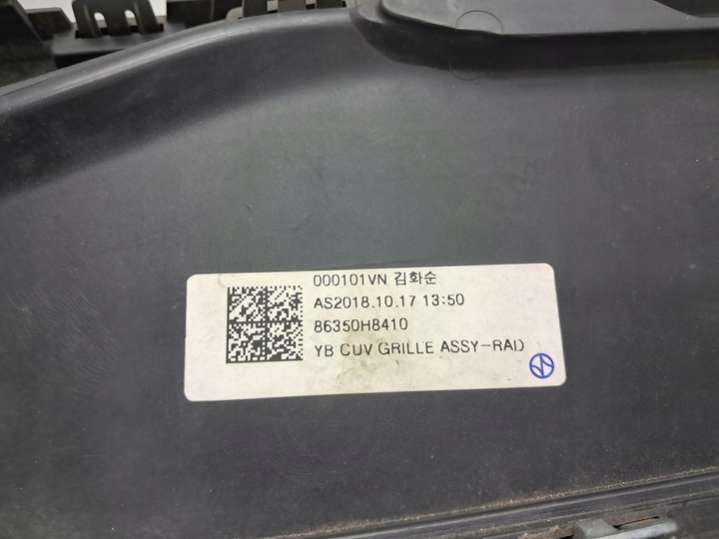 000101VN 김화순
AS2018.10.17 13:50
86350H8410
YB CUV GRILLE ASSY-RAD